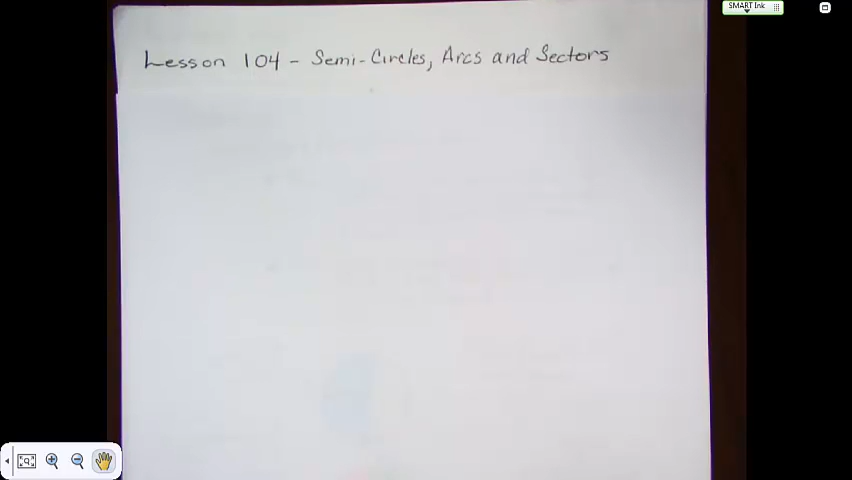 SMART Ink
Lesson 104 - Semi-Circles, Arcs and Sectors